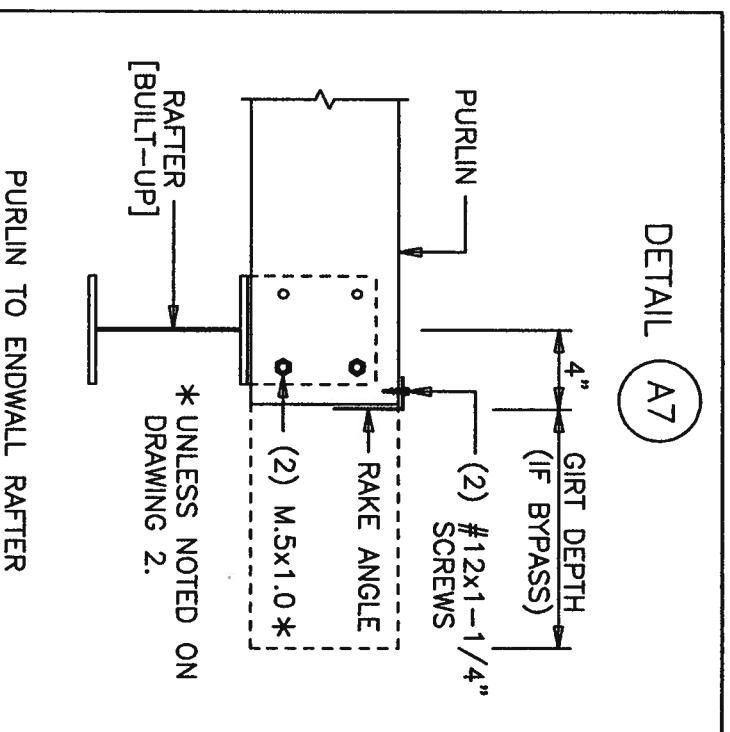 DETAIL A7
4"
GIRT DEPTH
(IF BYPASS)
PURLIN
(2) #12x1-1/4"
SCREWS
RAKE ANGLE
(2) M.5x1.0*
RAFTER
[BUILT-UP]
* UNLESS NOTED ON
DRAWING 2.
PURLIN TO ENDWALL RAFTER